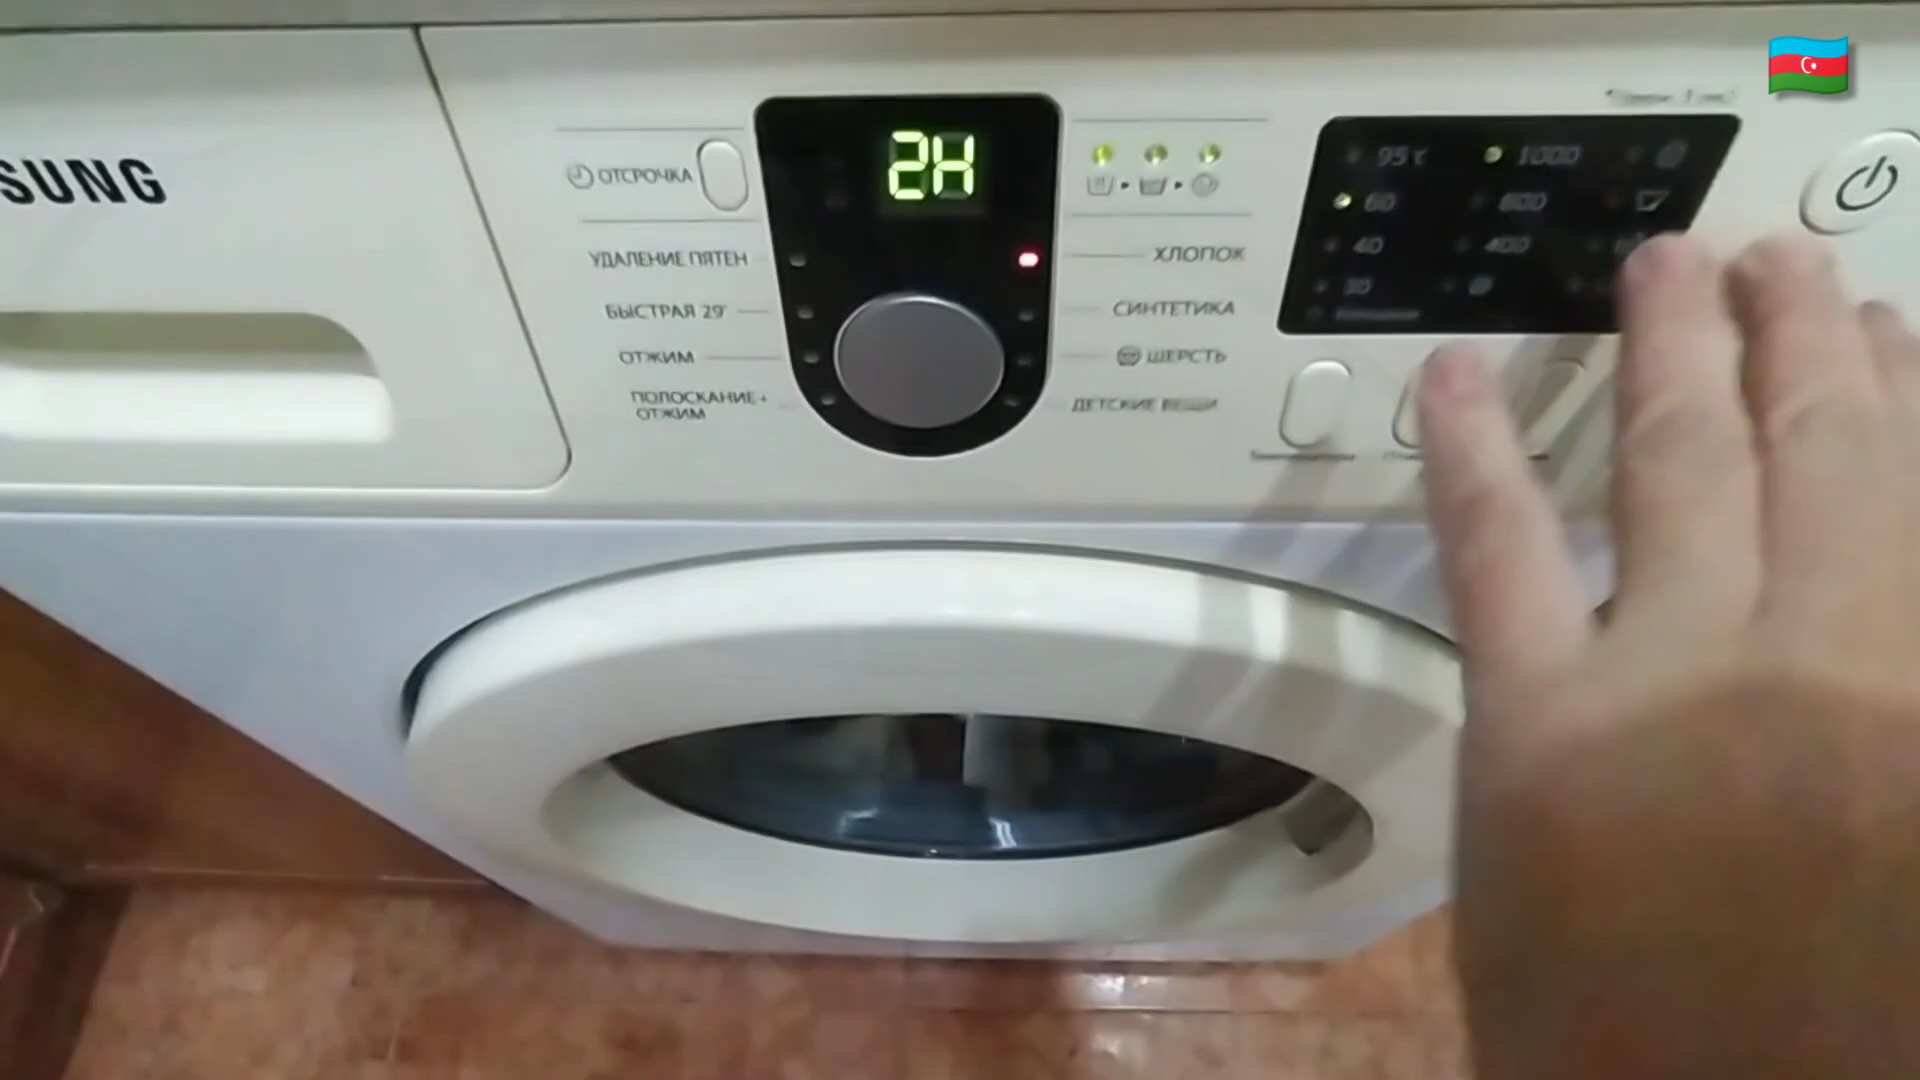 SUNG
ОТСРОЧКА
2H
УДАЛЕНИЕ ПЯТЕН
БЫСТРАЯ 29'
ОТЖИМ
ПОЛОСКАНИЕ+
ОТЖИМ
ХЛОПОК
СИНТЕТИКА
ШЕРСТЬ
ДЕТСКИЕ ВЕЩИ
95°C
1000
60
800
40
400
30